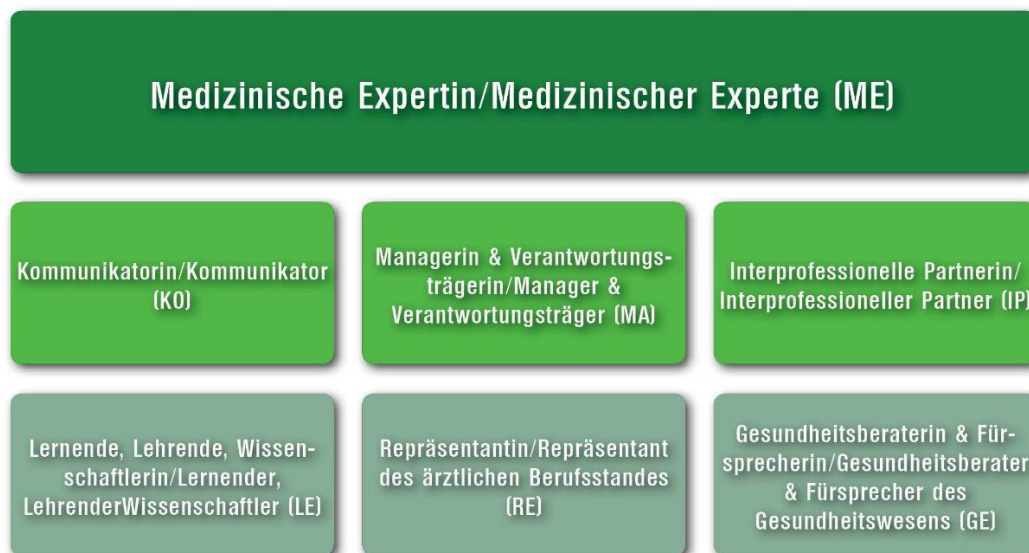 Medizinische Expertin/Medizinischer Experte (ME)
Kommunikatorin/Kommunikator
(KO)
Managerin & Verantwortungs-
trägerin/Manager &
Verantwortungsträger (MA)
Interprofessionelle Partnerin/
Interprofessioneller Partner (IP)
Lernende, Lehrende, Wissen-
schaftlerin/Lernender,
LehrenderWissenschaftler (LE)
Repräsentantin/Repräsentant
des ärztlichen Berufsstandes
(RE)
Gesundheitsberaterin & Für-
sprecherin/Gesundheitsberater
& Fürsprecher des
Gesundheitswesens (GE)